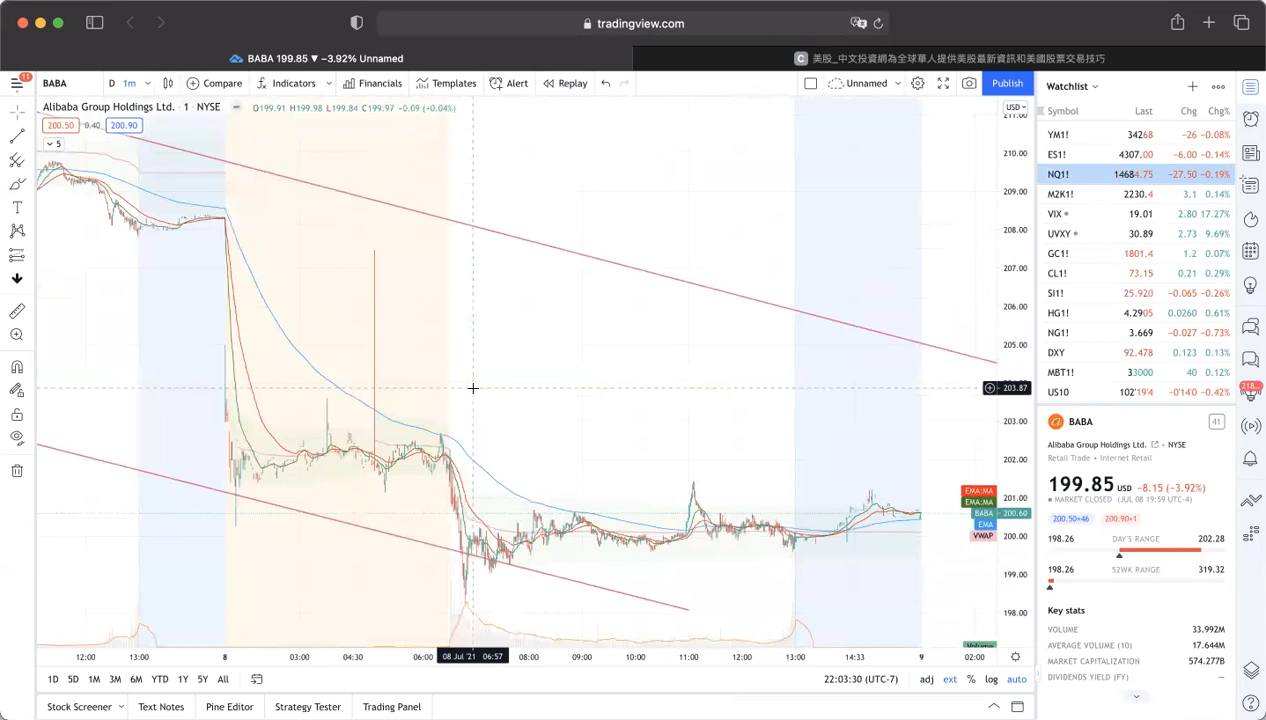 tradingview.com
BABA 199.85 ▼ −3.92% Unnamed
C 美股_中文投資網為全球華人提供美股最新資訊和美國股票交易技巧
11
BABA D 1m Compare Indicators Financials Templates Alert Replay Unnamed Publish
Alibaba Group Holdings Ltd. · 1 · NYSE O199.91 H199.98 L199.84 C199.97 +0.09 (+0.04%)
200.50 0.40 200.90
5
USD
211.00
210.00
209.00
208.00
207.00
206.00
205.00
203.87
203.00
202.00
201.00
200.00
199.00
198.00
EMA:MA
EMA:MA
BABA 200.60
EMA
VWAP
Volume
12:00 13:00 8 03:00 04:30 06:00 08 Jul '21 06:57 08:00 09:00 10:00 11:00 12:00 13:00 14:33 9 02:00
1D 5D 1M 3M 6M YTD 1Y 5Y All 22:03:30 (UTC-7) adj ext % log auto
Stock Screener Text Notes Pine Editor Strategy Tester Trading Panel
Watchlist
Symbol Last Chg Chg%
YM1! 34268 −26 −0.08%
ES1! 4307.00 −6.00 −0.14%
NQ1! 14684.75 −27.50 −0.19%
M2K1! 2230.4 3.1 0.14%
VIX 19.01 2.80 17.27%
UVXY 30.89 2.73 9.69%
GC1! 1801.4 1.2 0.07%
CL1! 73.15 0.21 0.29%
SI1! 25.920 −0.065 −0.26%
HG1! 4.2905 0.0260 0.61%
NG1! 3.669 −0.027 −0.73%
DXY 92.478 0.123 0.13%
MBT1! 33000 40 0.12%
US10 102'19'4 −0'14'0 −0.42%
BABA 41
Alibaba Group Holdings Ltd. · NYSE
Retail Trade • Internet Retail
199.85 USD −8.15 (−3.92%)
MARKET CLOSED (JUL 08 19:59 UTC-4)
200.50×46 200.90×1
198.26 DAY'S RANGE 202.28
198.26 52WK RANGE 319.32
Key stats
VOLUME 33.992M
AVERAGE VOLUME (10) 17.644M
MARKET CAPITALIZATION 574.277B
DIVIDENDS YIELD (FY) —
218...